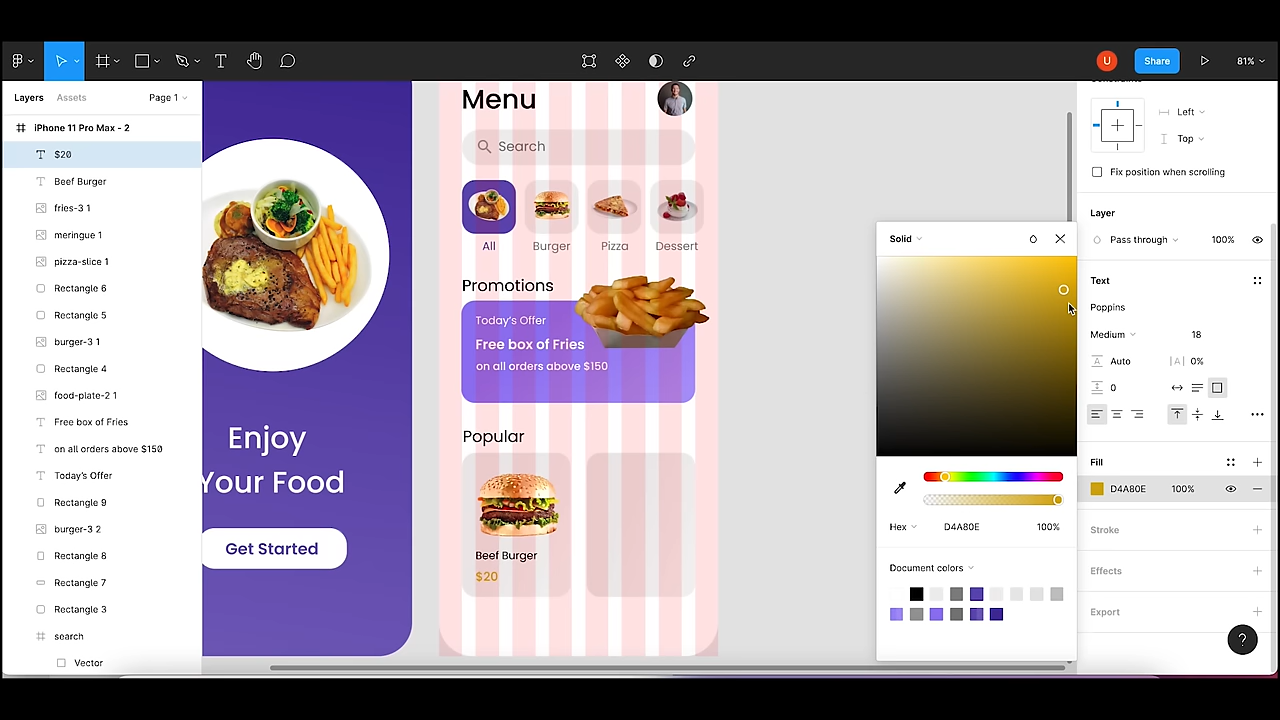 U
Share
81%
Layers
Assets
Page 1
iPhone 11 Pro Max - 2
$20
Beef Burger
fries-3 1
meringue 1
pizza-slice 1
Rectangle 6
Rectangle 5
burger-3 1
Rectangle 4
food-plate-2 1
Free box of Fries
on all orders above $150
Today's Offer
Rectangle 9
burger-3 2
Rectangle 8
Rectangle 7
Rectangle 3
search
Vector
Enjoy
Your Food
Get Started
Menu
Search
All
Burger
Pizza
Dessert
Promotions
Today's Offer
Free box of Fries
on all orders above $150
Popular
Beef Burger
$20
Solid
Hex
D4A80E
100%
Document colors
Left
Top
Fix position when scrolling
Layer
Pass through
100%
Text
Poppins
Medium
18
Auto
|A|
0%
0
Fill
D4A80E
100%
Stroke
Effects
Export
?